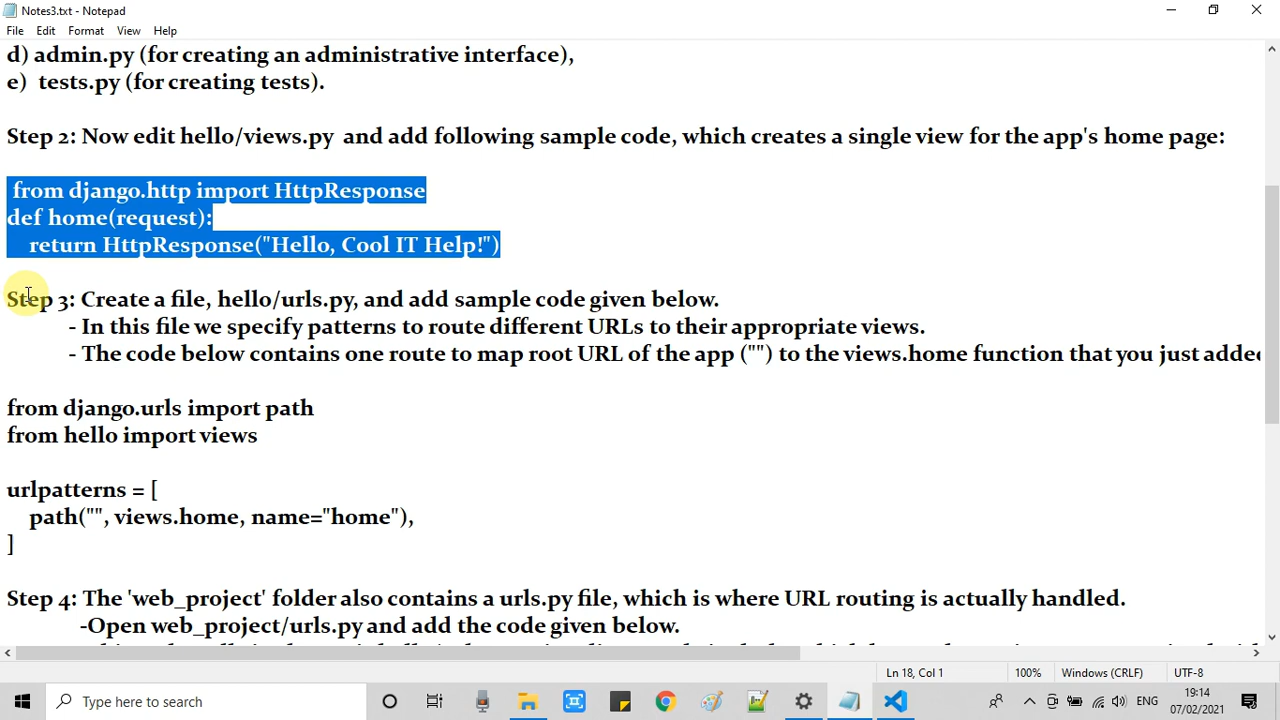 Notes3.txt - Notepad
File Edit Format View Help
d) admin.py (for creating an administrative interface),
e) tests.py (for creating tests).
Step 2: Now edit hello/views.py and add following sample code, which creates a single view for the app's home page:
from django.http import HttpResponse
def home(request):
return HttpResponse("Hello, Cool IT Help!")
Step 3: Create a file, hello/urls.py, and add sample code given below.
- In this file we specify patterns to route different URLs to their appropriate views.
- The code below contains one route to map root URL of the app ("") to the views.home function that you just added
from django.urls import path
from hello import views
urlpatterns = [
path("", views.home, name="home"),
]
Step 4: The 'web_project' folder also contains a urls.py file, which is where URL routing is actually handled.
-Open web_project/urls.py and add the code given below.
Ln 18, Col 1 100% Windows (CRLF) UTF-8
Type here to search
ENG
19:14
07/02/2021